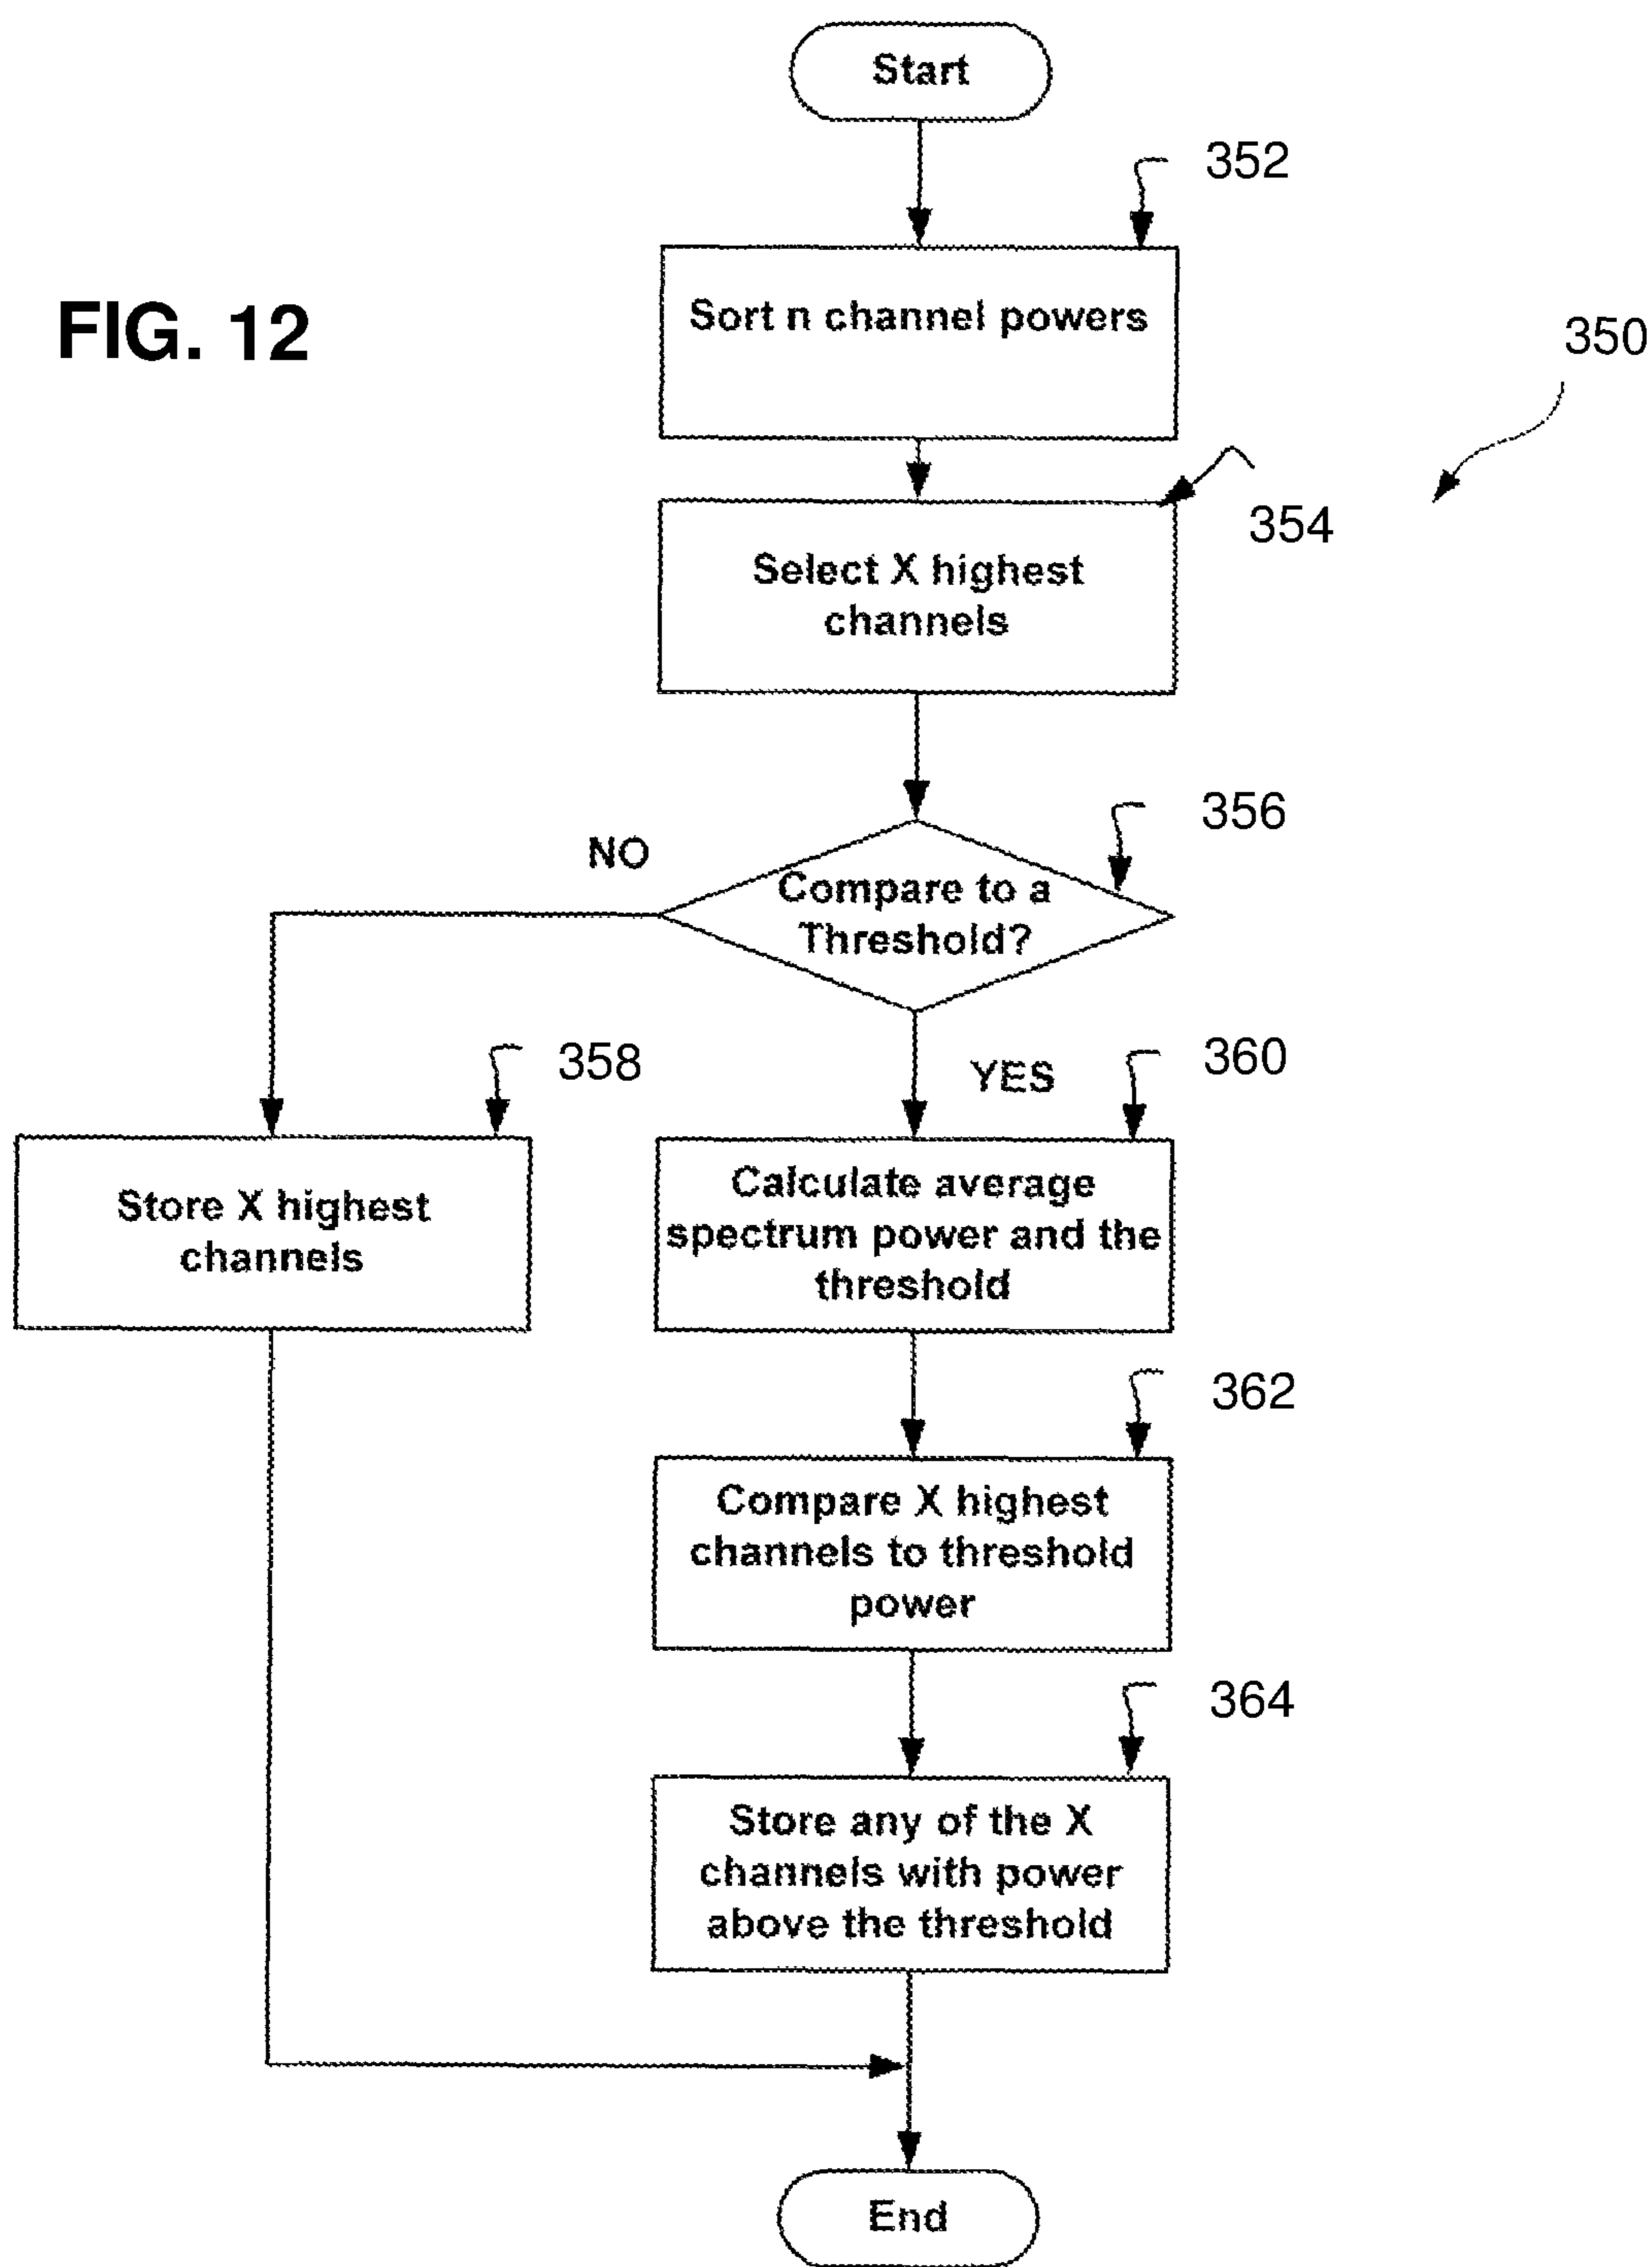 Start
352
FIG. 12
Sort n channel powers
350
354
Select X highest
channels
356
NO
Compare to a
Threshold?
358
YES
360
Store X highest
channels
Calculate average
spectrum power and the
threshold
362
Compare X highest
channels to threshold
power
364
Store any of the X
channels with power
above the threshold
End